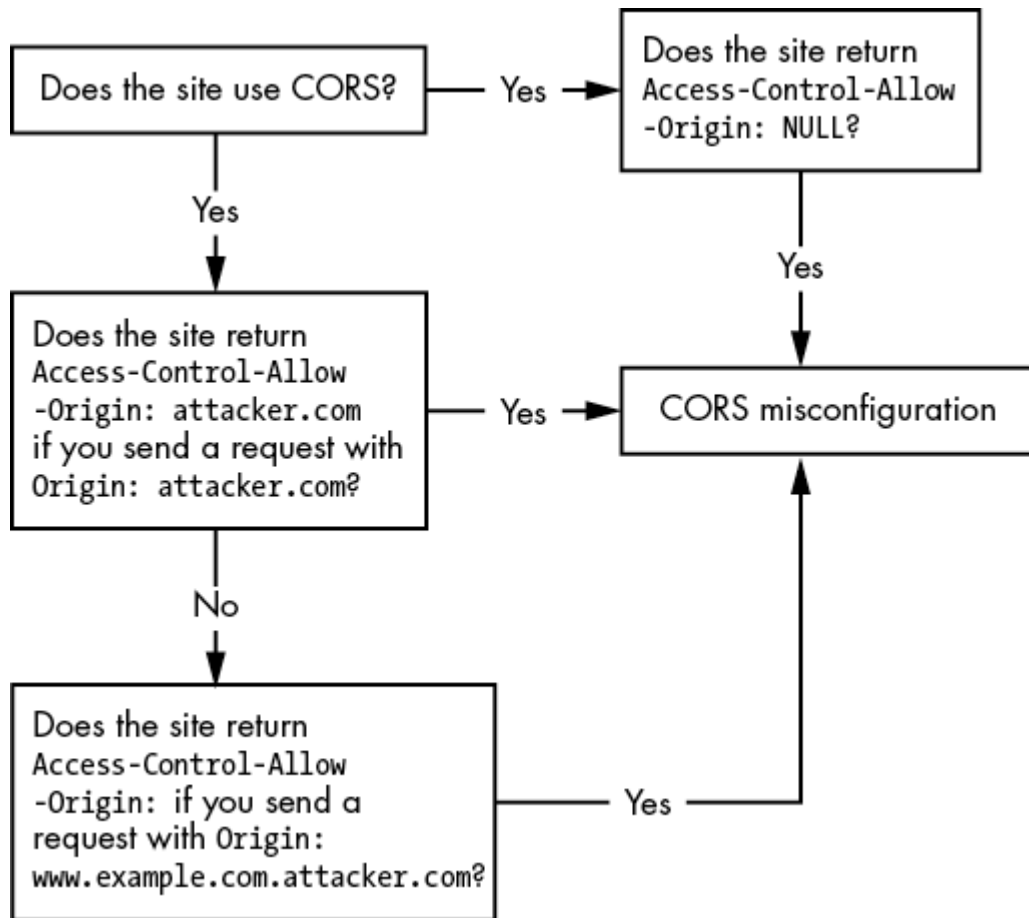 Does the site use CORS?
Yes
Does the site return
Access-Control-Allow
-Origin: NULL?
Yes
Yes
Does the site return
Access-Control-Allow
-Origin: attacker.com
if you send a request with
Origin: attacker.com?
Yes
CORS misconfiguration
No
Does the site return
Access-Control-Allow
-Origin: if you send a
request with Origin:
www.example.com.attacker.com?
Yes